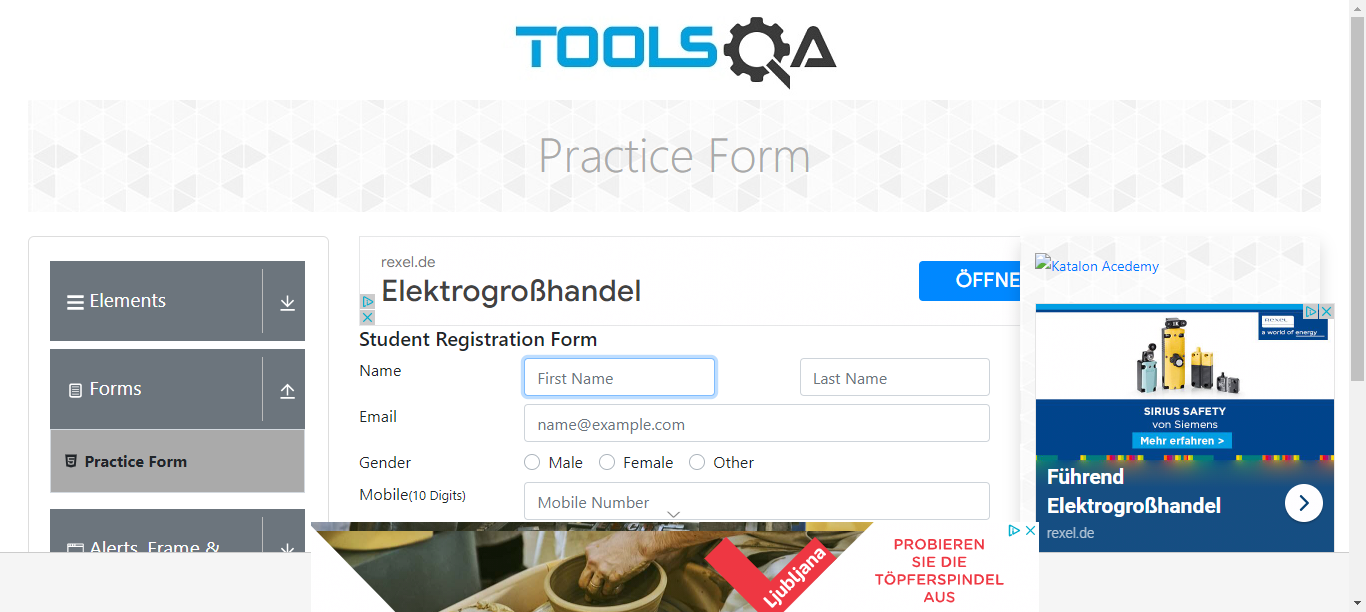 TOOLSQA
Practice Form
Elements
Forms
Practice Form
Alerts, Frame &
rexel.de
Elektrogroßhandel
ÖFFNE
Student Registration Form
Name
First Name
Last Name
Email
name@example.com
Gender
Male
Female
Other
Mobile(10 Digits)
Mobile Number
Katalon Acedemy
rexel
a world of energy
SIRIUS SAFETY
von Siemens
Mehr erfahren >
Führend
Elektrogroßhandel
rexel.de
Ljubljana
PROBIEREN
SIE DIE
TÖPFERSPINDEL
AUS